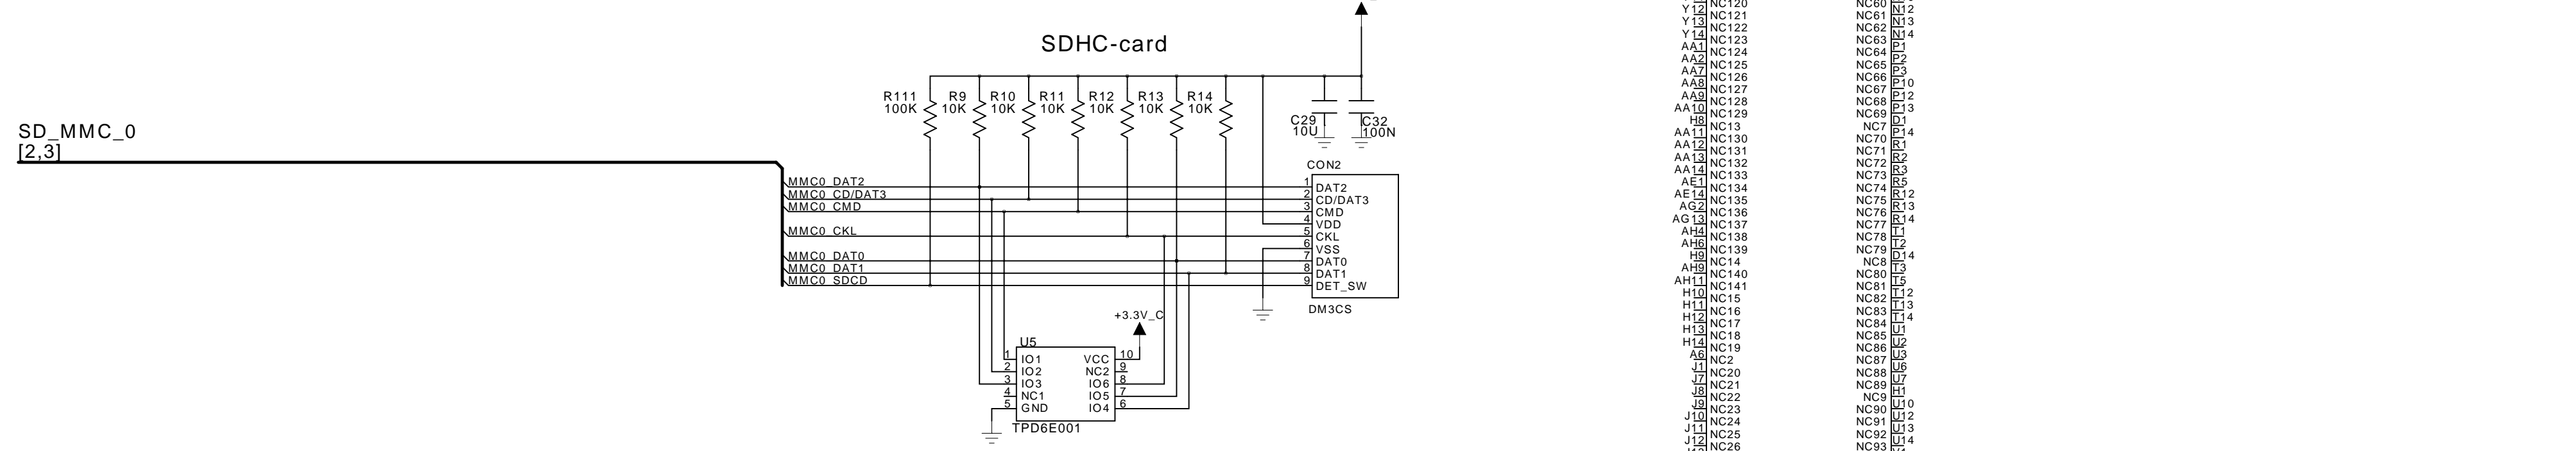 SDHC-card
SD_MMC_0
[2,3]
R111 R9 R10 R11 R12 R13 R14
100K 10K 10K 10K 10K 10K 10K
C29 C32
10U 100N
CON2
MMC0_DAT2 1 DAT2
MMC0_CD/DAT3 2 CD/DAT3
MMC0_CMD 3 CMD
4 VDD
MMC0_CKL 5 CKL
6 VSS
MMC0_DAT0 7 DAT0
MMC0_DAT1 8 DAT1
MMC0_SDCD 9 DET_SW
DM3CS
+3.3V_C
U5
1 IO1 VCC 10
2 IO2 NC2 9
3 IO3 IO6 8
4 NC1 IO5 7
5 GND IO4 6
TPD6E001
NC120 NC60
Y12 NC121 NC61 N12
Y13 NC122 NC62 N13
Y14 NC123 NC63 N14
AA1 NC124 NC64 P1
AA2 NC125 NC65 P2
AA7 NC126 NC66 P3
AA8 NC127 NC67 P10
AA9 NC128 NC68 P12
AA10 NC129 NC69 P13
H8 NC13 NC7 D1
AA11 NC130 NC70 P14
AA12 NC131 NC71 R1
AA13 NC132 NC72 R2
AA14 NC133 NC73 R3
AE1 NC134 NC74 R5
AE14 NC135 NC75 R12
AG2 NC136 NC76 R13
AG13 NC137 NC77 R14
AH4 NC138 NC78 T1
AH6 NC139 NC79 T2
H9 NC14 NC8 D14
AH9 NC140 NC80 T3
AH11 NC141 NC81 T5
H10 NC15 NC82 T12
H11 NC16 NC83 T13
H12 NC17 NC84 T14
H13 NC18 NC85 U1
H14 NC19 NC86 U2
A6 NC2 NC87 U3
J1 NC20 NC88 U6
J7 NC21 NC89 U7
J8 NC22 NC9 H1
J9 NC23 NC90 U10
J10 NC24 NC91 U12
J11 NC25 NC92 U13
J12 NC26 NC93 U14